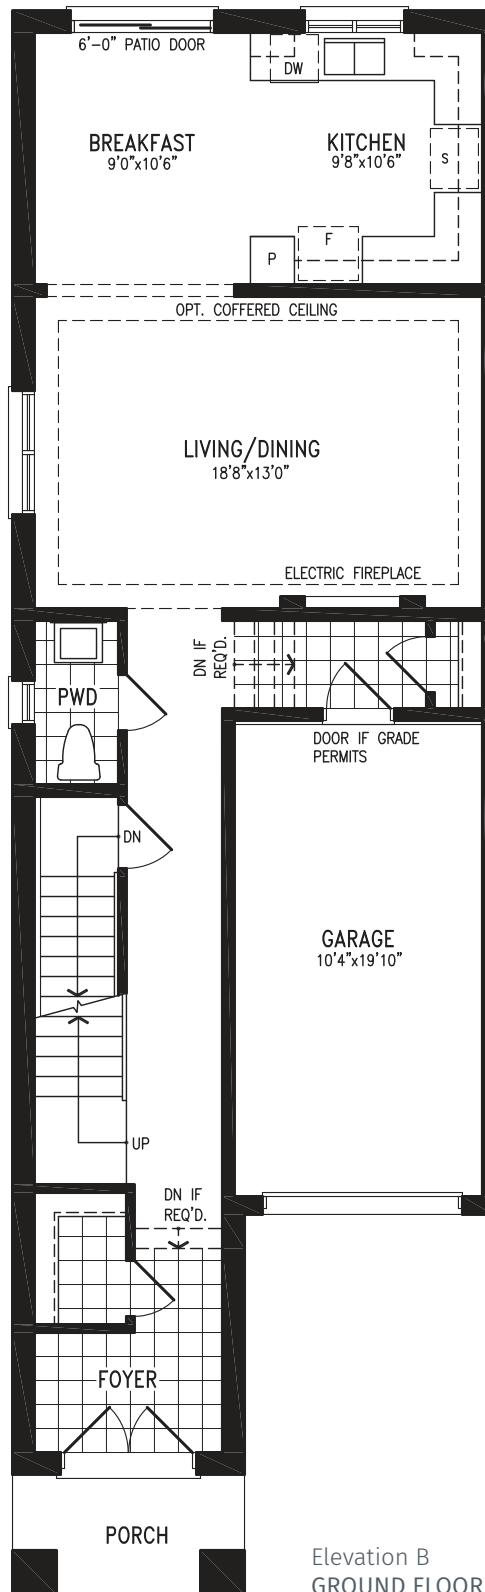 6'-0" PATIO DOOR
DW
BREAKFAST
9'0"x10'6"
KITCHEN
9'8"x10'6"
S
F
P
OPT. COFFERED CEILING
LIVING/DINING
18'8"x13'0"
ELECTRIC FIREPLACE
DN IF
REQ'D.
PWD
DOOR IF GRADE
PERMITS
DN
GARAGE
10'4"x19'10"
UP
DN IF
REQ'D.
FOYER
PORCH
Elevation B
GROUND FLOOR